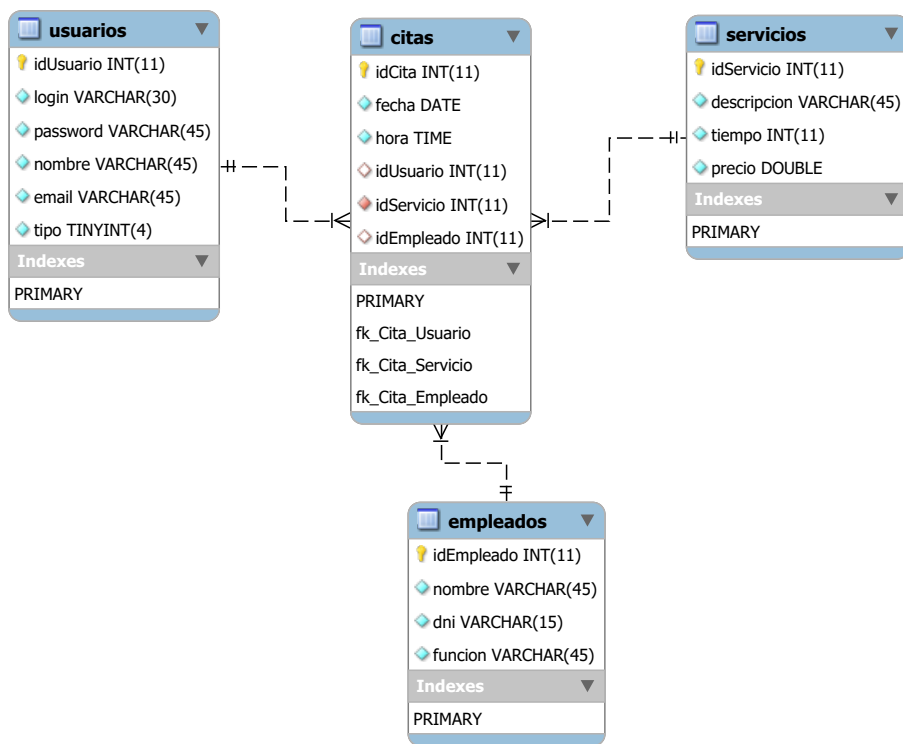 usuarios
idUsuario INT(11)
login VARCHAR(30)
password VARCHAR(45)
nombre VARCHAR(45)
email VARCHAR(45)
tipo TINYINT(4)
Indexes
PRIMARY
citas
idCita INT(11)
fecha DATE
hora TIME
idUsuario INT(11)
idServicio INT(11)
idEmpleado INT(11)
Indexes
PRIMARY
fk_Cita_Usuario
fk_Cita_Servicio
fk_Cita_Empleado
servicios
idServicio INT(11)
descripcion VARCHAR(45)
tiempo INT(11)
precio DOUBLE
Indexes
PRIMARY
empleados
idEmpleado INT(11)
nombre VARCHAR(45)
dni VARCHAR(15)
funcion VARCHAR(45)
Indexes
PRIMARY